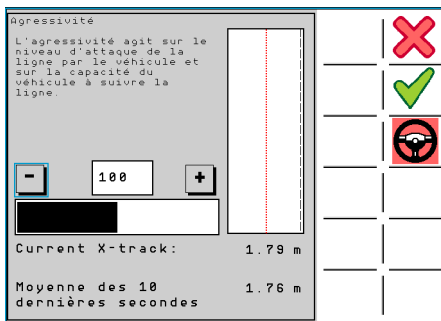 Agressivité
L'agressivité agit sur le
niveau d'attaque de la
ligne par le véhicule et
sur la capacité du
véhicule à suivre la
ligne.
- 100 +
Current X-track: 1.79 m
Moyenne des 10 1.76 m
dernières secondes